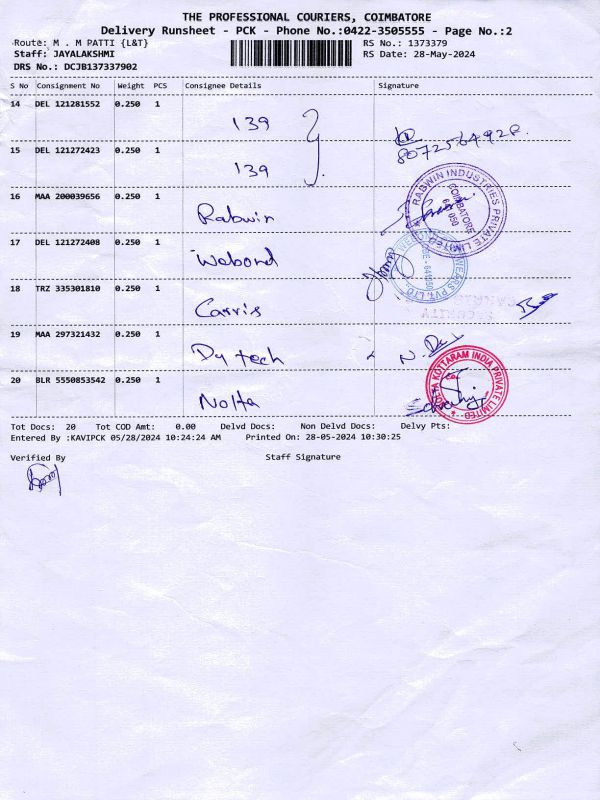 THE PROFESSIONAL COURIERS, COIMBATORE
Delivery Runsheet - PCK - Phone No.:0422-3505555 - Page No.:2
Route: M . M PATTI {L&T}
RS No.: 1373379
Staff: JAYALAKSHMI
RS Date: 28-May-2024
DRS No.: DCJB137337902
S No Consignment No Weight PCS Consignee Details Signature
14 DEL 121281552 0.250 1
139
15 DEL 121272423 0.250 1
139
16 MAA 200039656 0.250 1
Rabwin
RABWIN INDUSTRIES PRIVATE LIMITED
COIMBATORE
17 DEL 121272408 0.250 1
Webond
18 TRZ 335301810 0.250 1
Carris
SECURITY
19 MAA 297321432 0.250 1
Dy tech
20 BLR 5550853542 0.250 1
Nolta
KOTTARAM INDIA PRIVATE LIMITED
Tot Docs: 20 Tot COD Amt: 0.00 Delvd Docs: Non Delvd Docs: Delvy Pts:
Entered By :KAVIPCK 05/28/2024 10:24:24 AM Printed On: 28-05-2024 10:30:25
Verified By Staff Signature